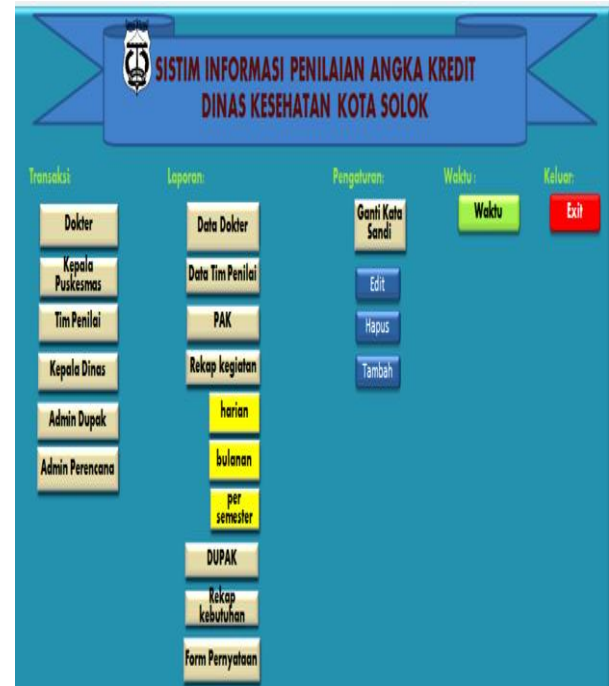 SISTIM INFORMASI PENILAIAN ANGKA KREDIT
DINAS KESEHATAN KOTA SOLOK
Transaksi:
Dokter
Kepala
Puskesmas
Tim Penilai
Kepala Dinas
Admin Dupak
Admin Perencana
Laporan:
Data Dokter
Data Tim Penilai
PAK
Rekap kegiatan
harian
bulanan
per
semester
DUPAK
Rekap
kebutuhan
Form Pernyataan
Pengaturan:
Ganti Kata
Sandi
Edit
Hapus
Tambah
Waktu :
Waktu
Keluar:
Exit